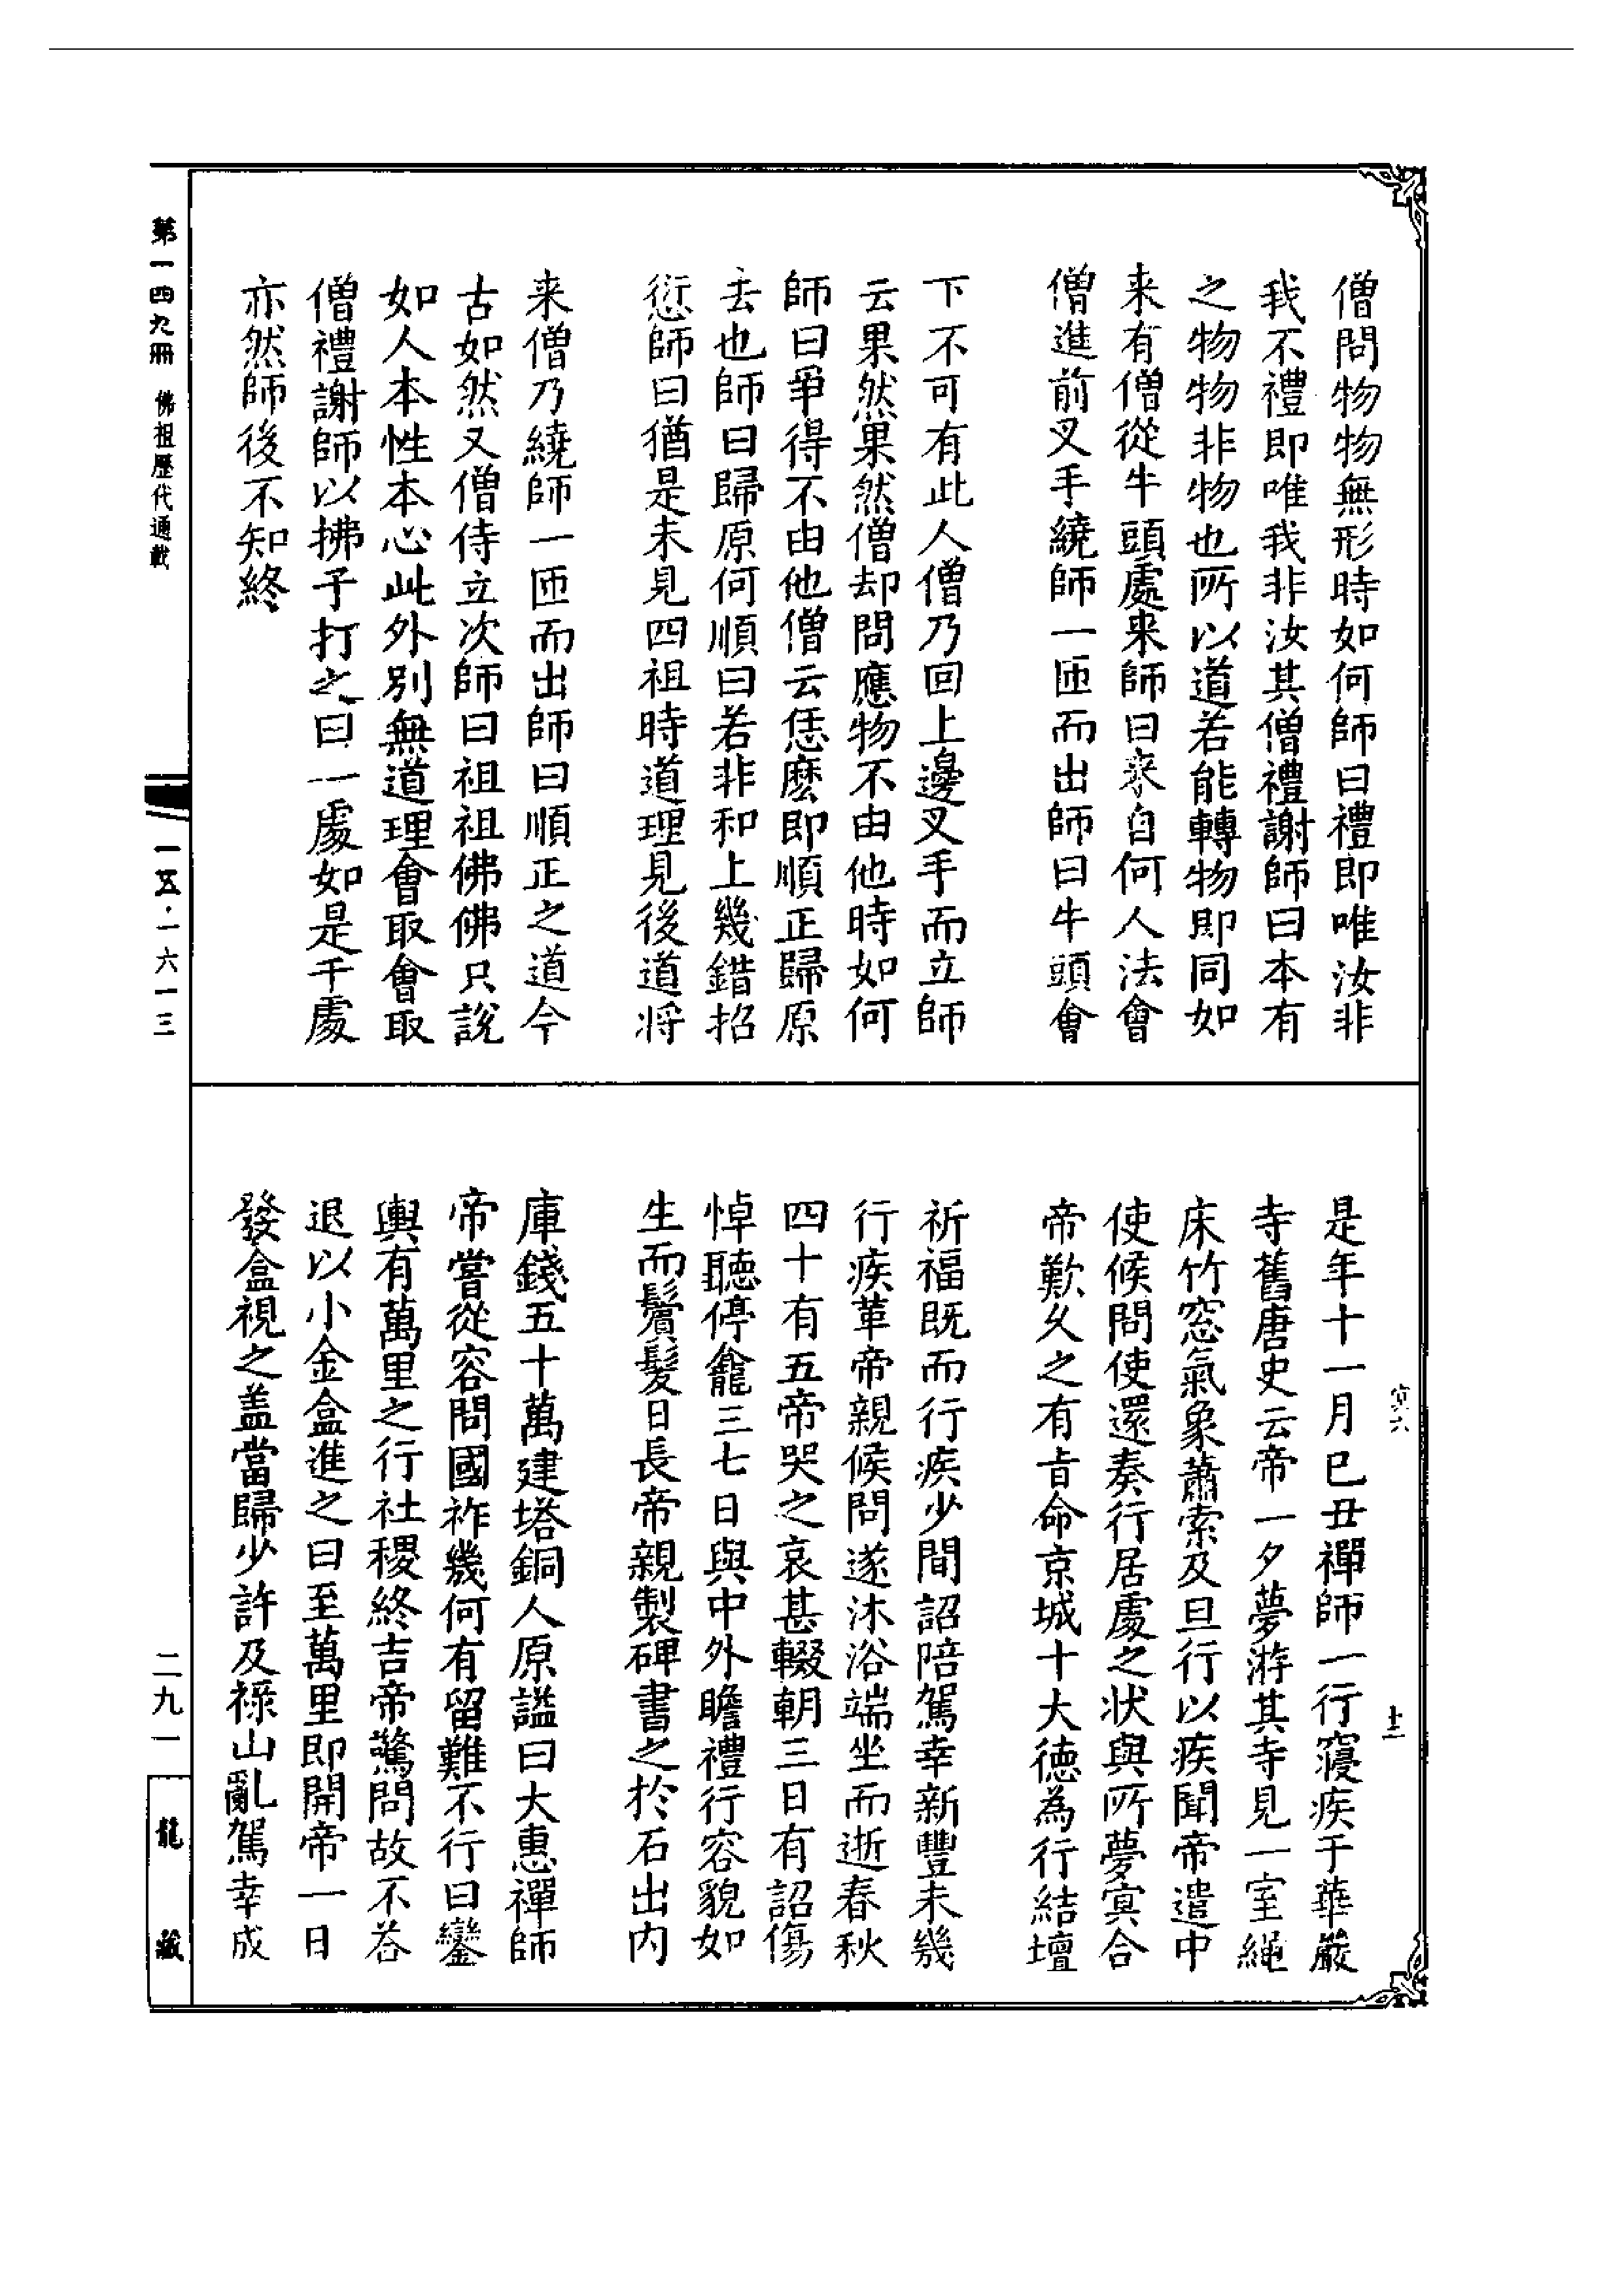 僧問物物無形時如何師曰禮即唯汝非
我不禮即唯我非汝其僧禮謝師曰本有
之物物非物也所以道若能轉物即同如
来有僧從牛頭處来師曰来自何人法會
僧進前叉手繞師一匝而出師曰牛頭會
下不可有此人僧乃回上邊叉手而立師
云果然果然僧却問應物不由他時如何
師曰爭得不由他僧云恁麽即順正歸原
去也師曰歸原何順曰若非和上幾錯招
愆師曰猶是未見四祖時道理見後道将
来僧乃繞師一匝而出師曰順正之道今
古如然又僧侍立次師曰祖祖佛佛只說
如人本性本心此外別無道理會取會取
僧禮謝師以拂子打之曰一處如是千處
亦然師後不知終
是年十一月巳丑禪師一行寢疾于華嚴
寺舊唐史云帝一夕夢游其寺見一室繩
床竹窓氣象蕭索及旦行以疾聞帝遣中
使候問使還奏行居處之状與所夢冥合
帝歎久之有旨命京城十大德為行結壇
祈福既而行疾少間詔陪駕幸新豐未幾
行疾革帝親候問遂沐浴端坐而逝春秋
四十有五帝哭之哀甚輟朝三日有詔傷
悼聽停龕三七日與中外瞻禮行容貌如
生而鬢髮日長帝親製碑書之於石出内
庫錢五十萬建塔銅人原謚曰大惠禪師
帝嘗從容問國祚幾何有留難不行曰鑾
輿有萬里之行社稷終吉帝驚問故不荅
退以小金盒進之曰至萬里即開帝一日
發盒視之盖當歸少許及禄山亂駕幸成
第一四九冊 佛祖歷代通載
一五·一六一三
二九一
龍藏
冥六
十三